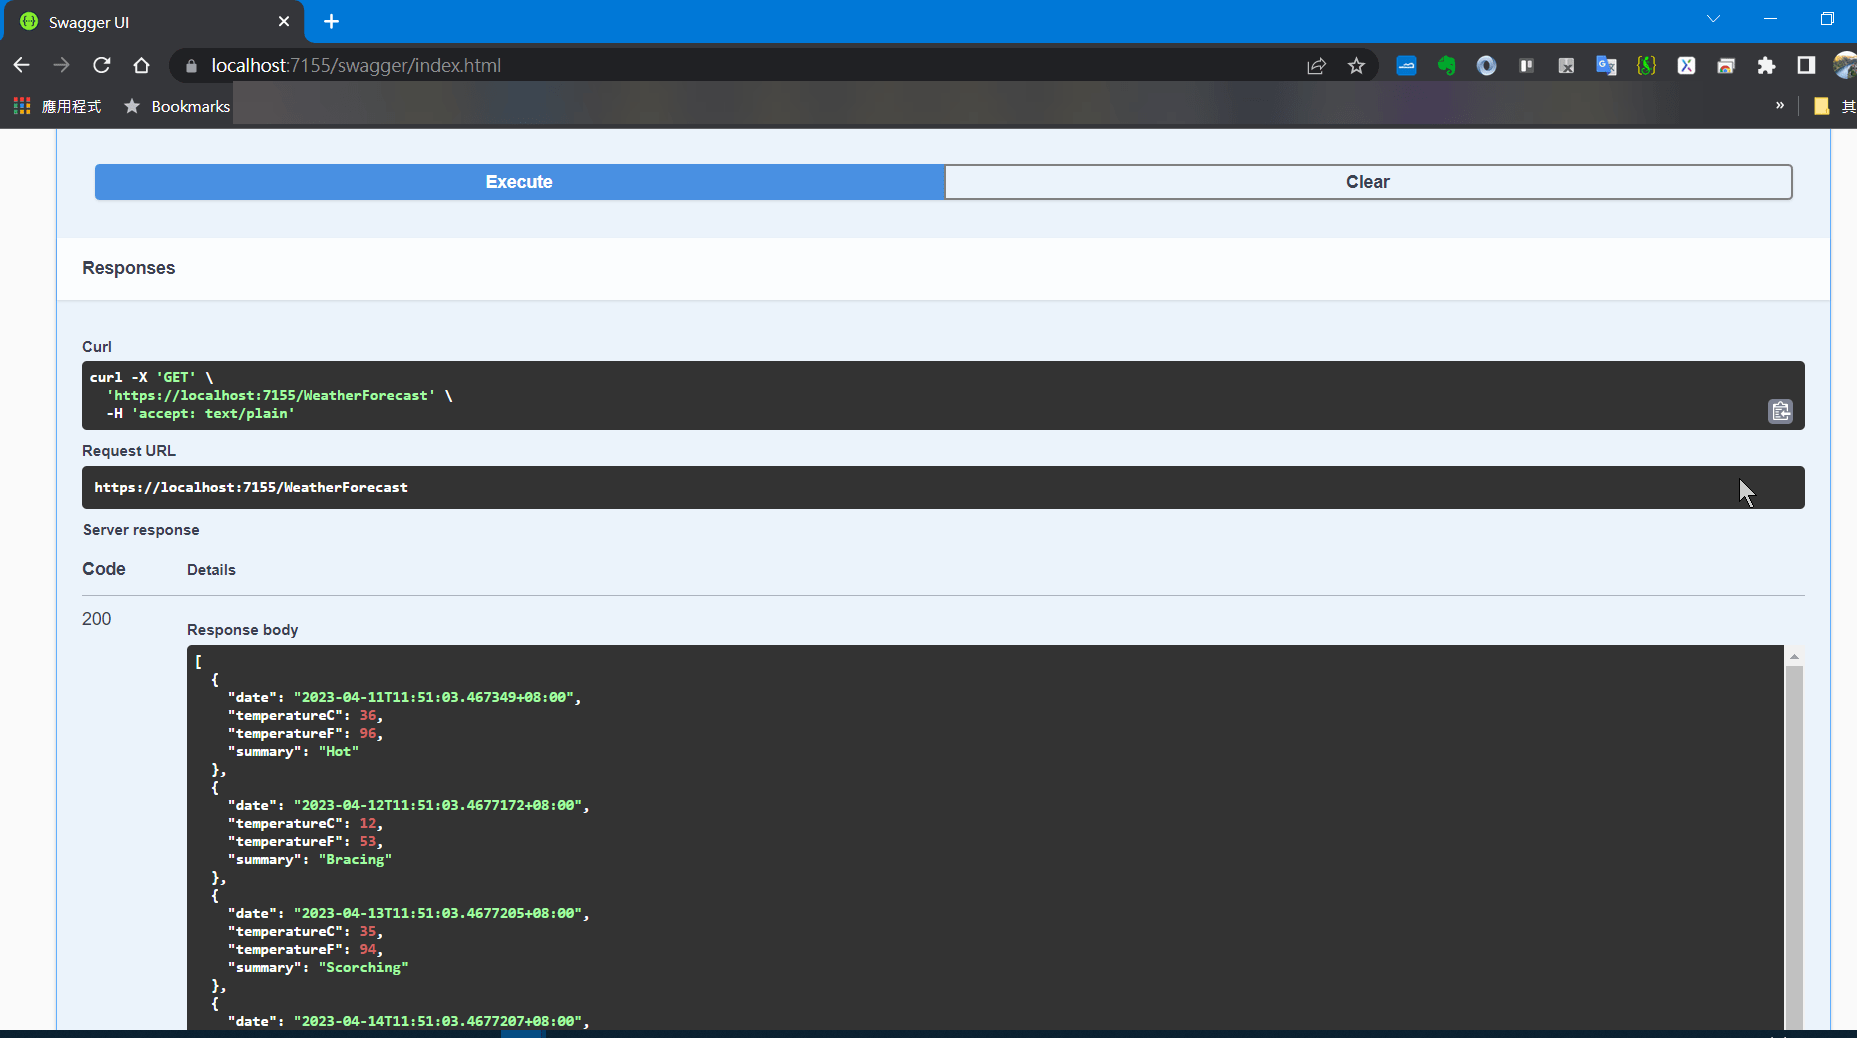 Swagger UI
localhost:7155/swagger/index.html
應用程式 Bookmarks » 其
Execute Clear
Responses
Curl
curl -X 'GET' \
'https://localhost:7155/WeatherForecast' \
-H 'accept: text/plain'
Request URL
https://localhost:7155/WeatherForecast
Server response
Code Details
200
Response body
[
{
"date": "2023-04-11T11:51:03.467349+08:00",
"temperatureC": 36,
"temperatureF": 96,
"summary": "Hot"
},
{
"date": "2023-04-12T11:51:03.4677172+08:00",
"temperatureC": 12,
"temperatureF": 53,
"summary": "Bracing"
},
{
"date": "2023-04-13T11:51:03.4677205+08:00",
"temperatureC": 35,
"temperatureF": 94,
"summary": "Scorching"
},
{
"date": "2023-04-14T11:51:03.4677207+08:00",